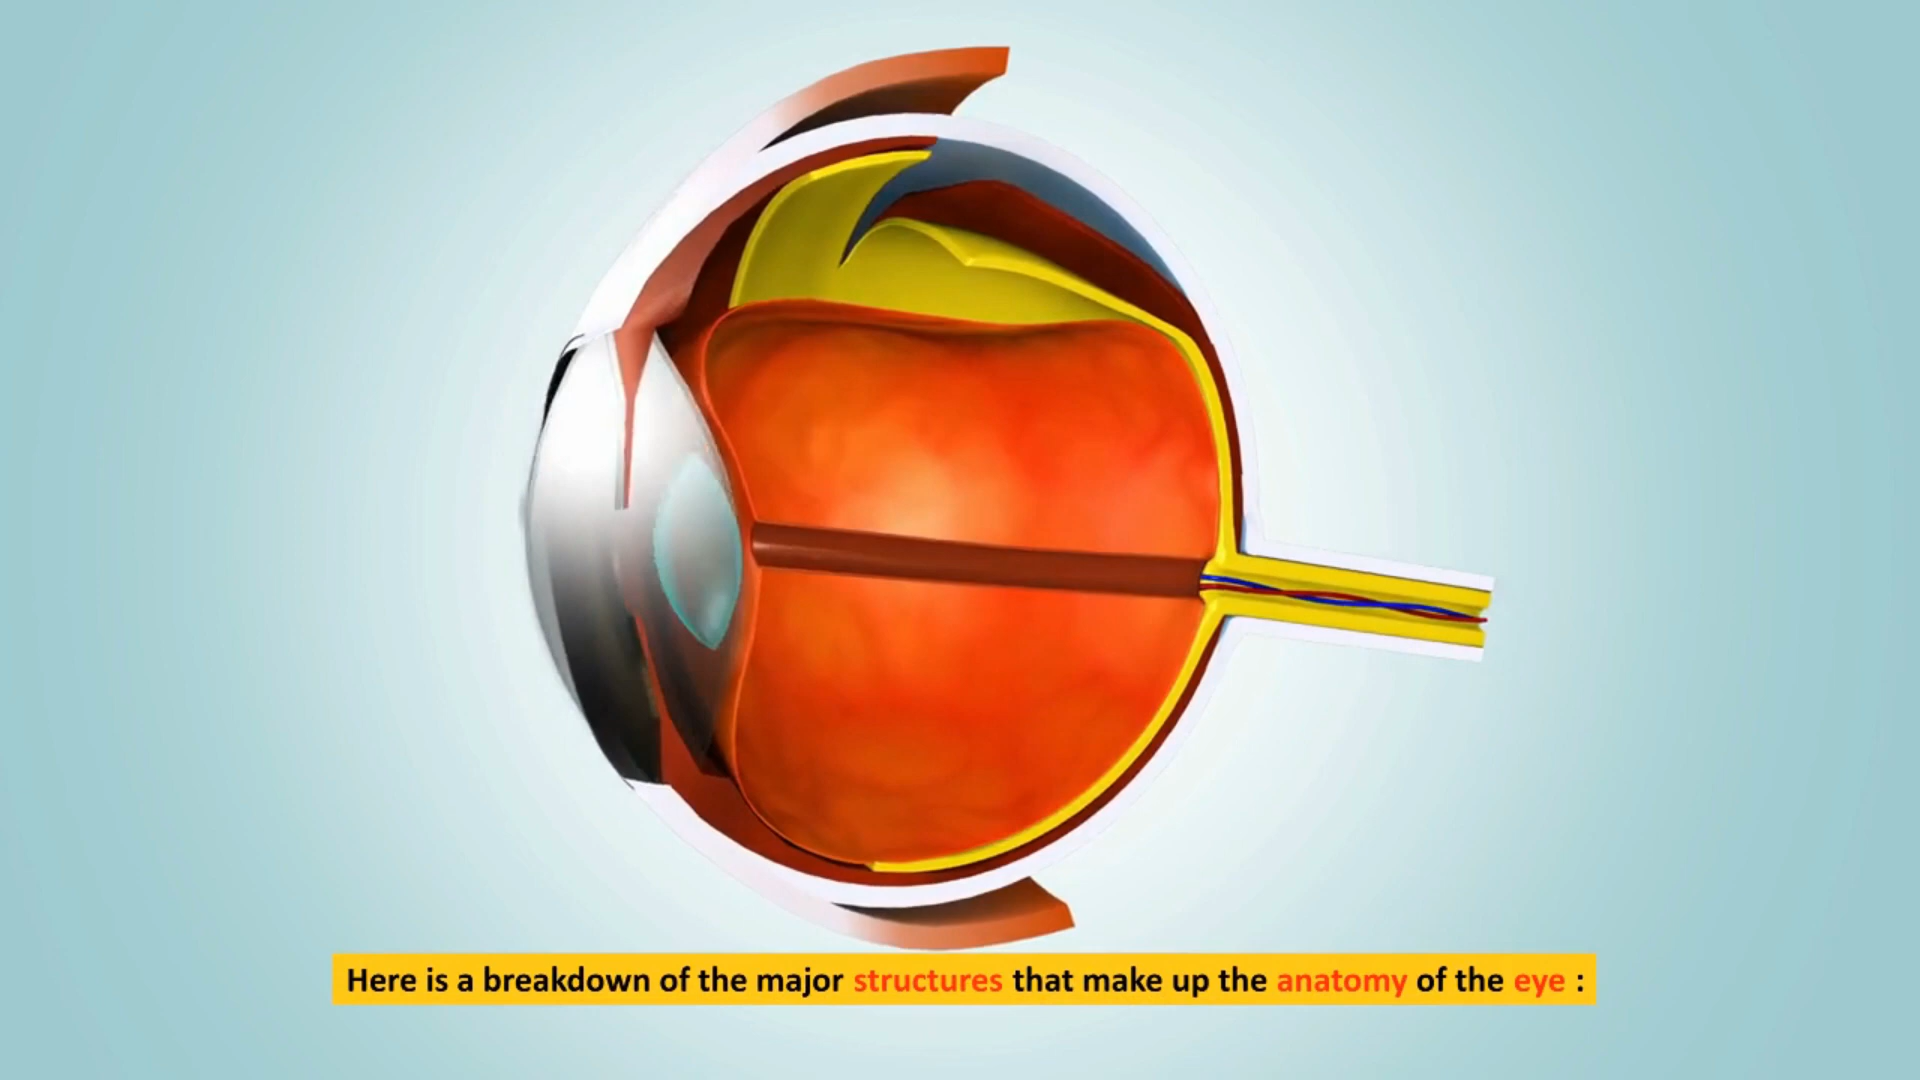 Here is a breakdown of the major structures that make up the anatomy of the eye :